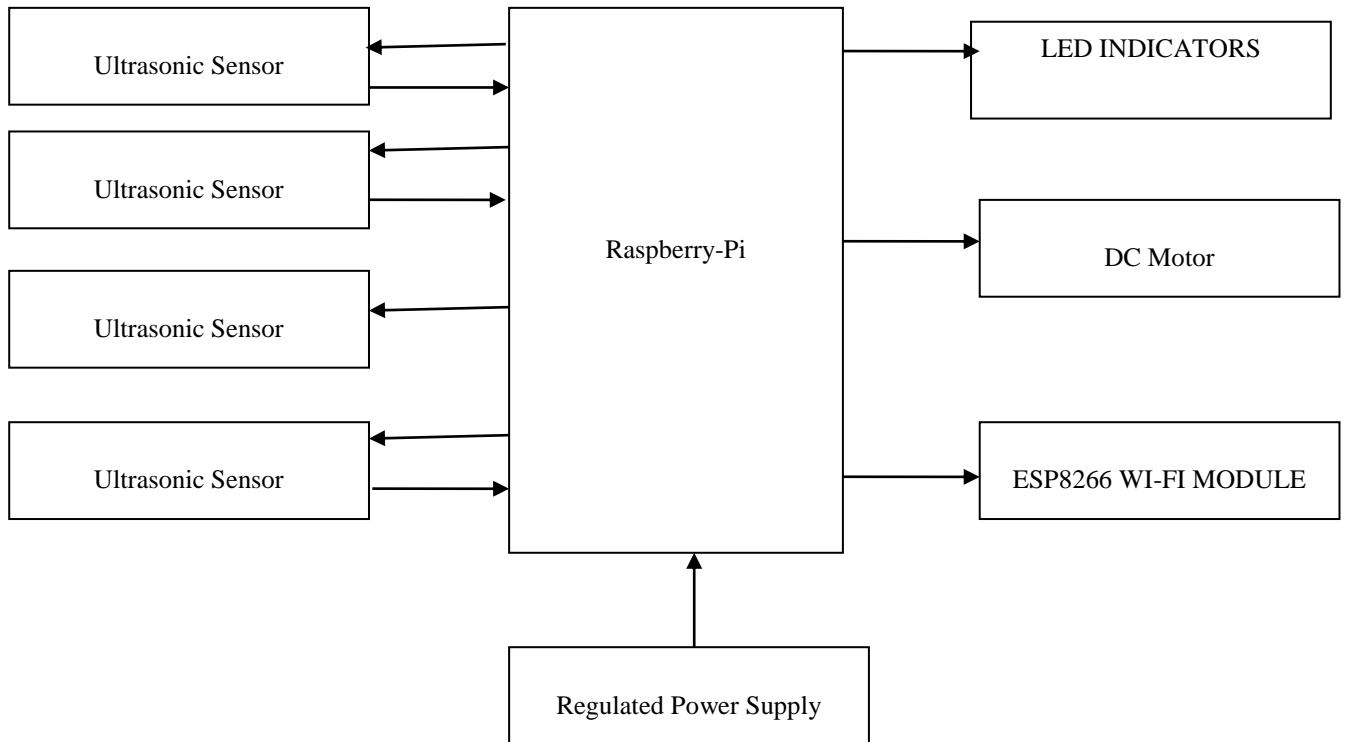 Ultrasonic Sensor
Ultrasonic Sensor
Ultrasonic Sensor
Ultrasonic Sensor
Raspberry-Pi
LED INDICATORS
DC Motor
ESP8266 WI-FI MODULE
Regulated Power Supply